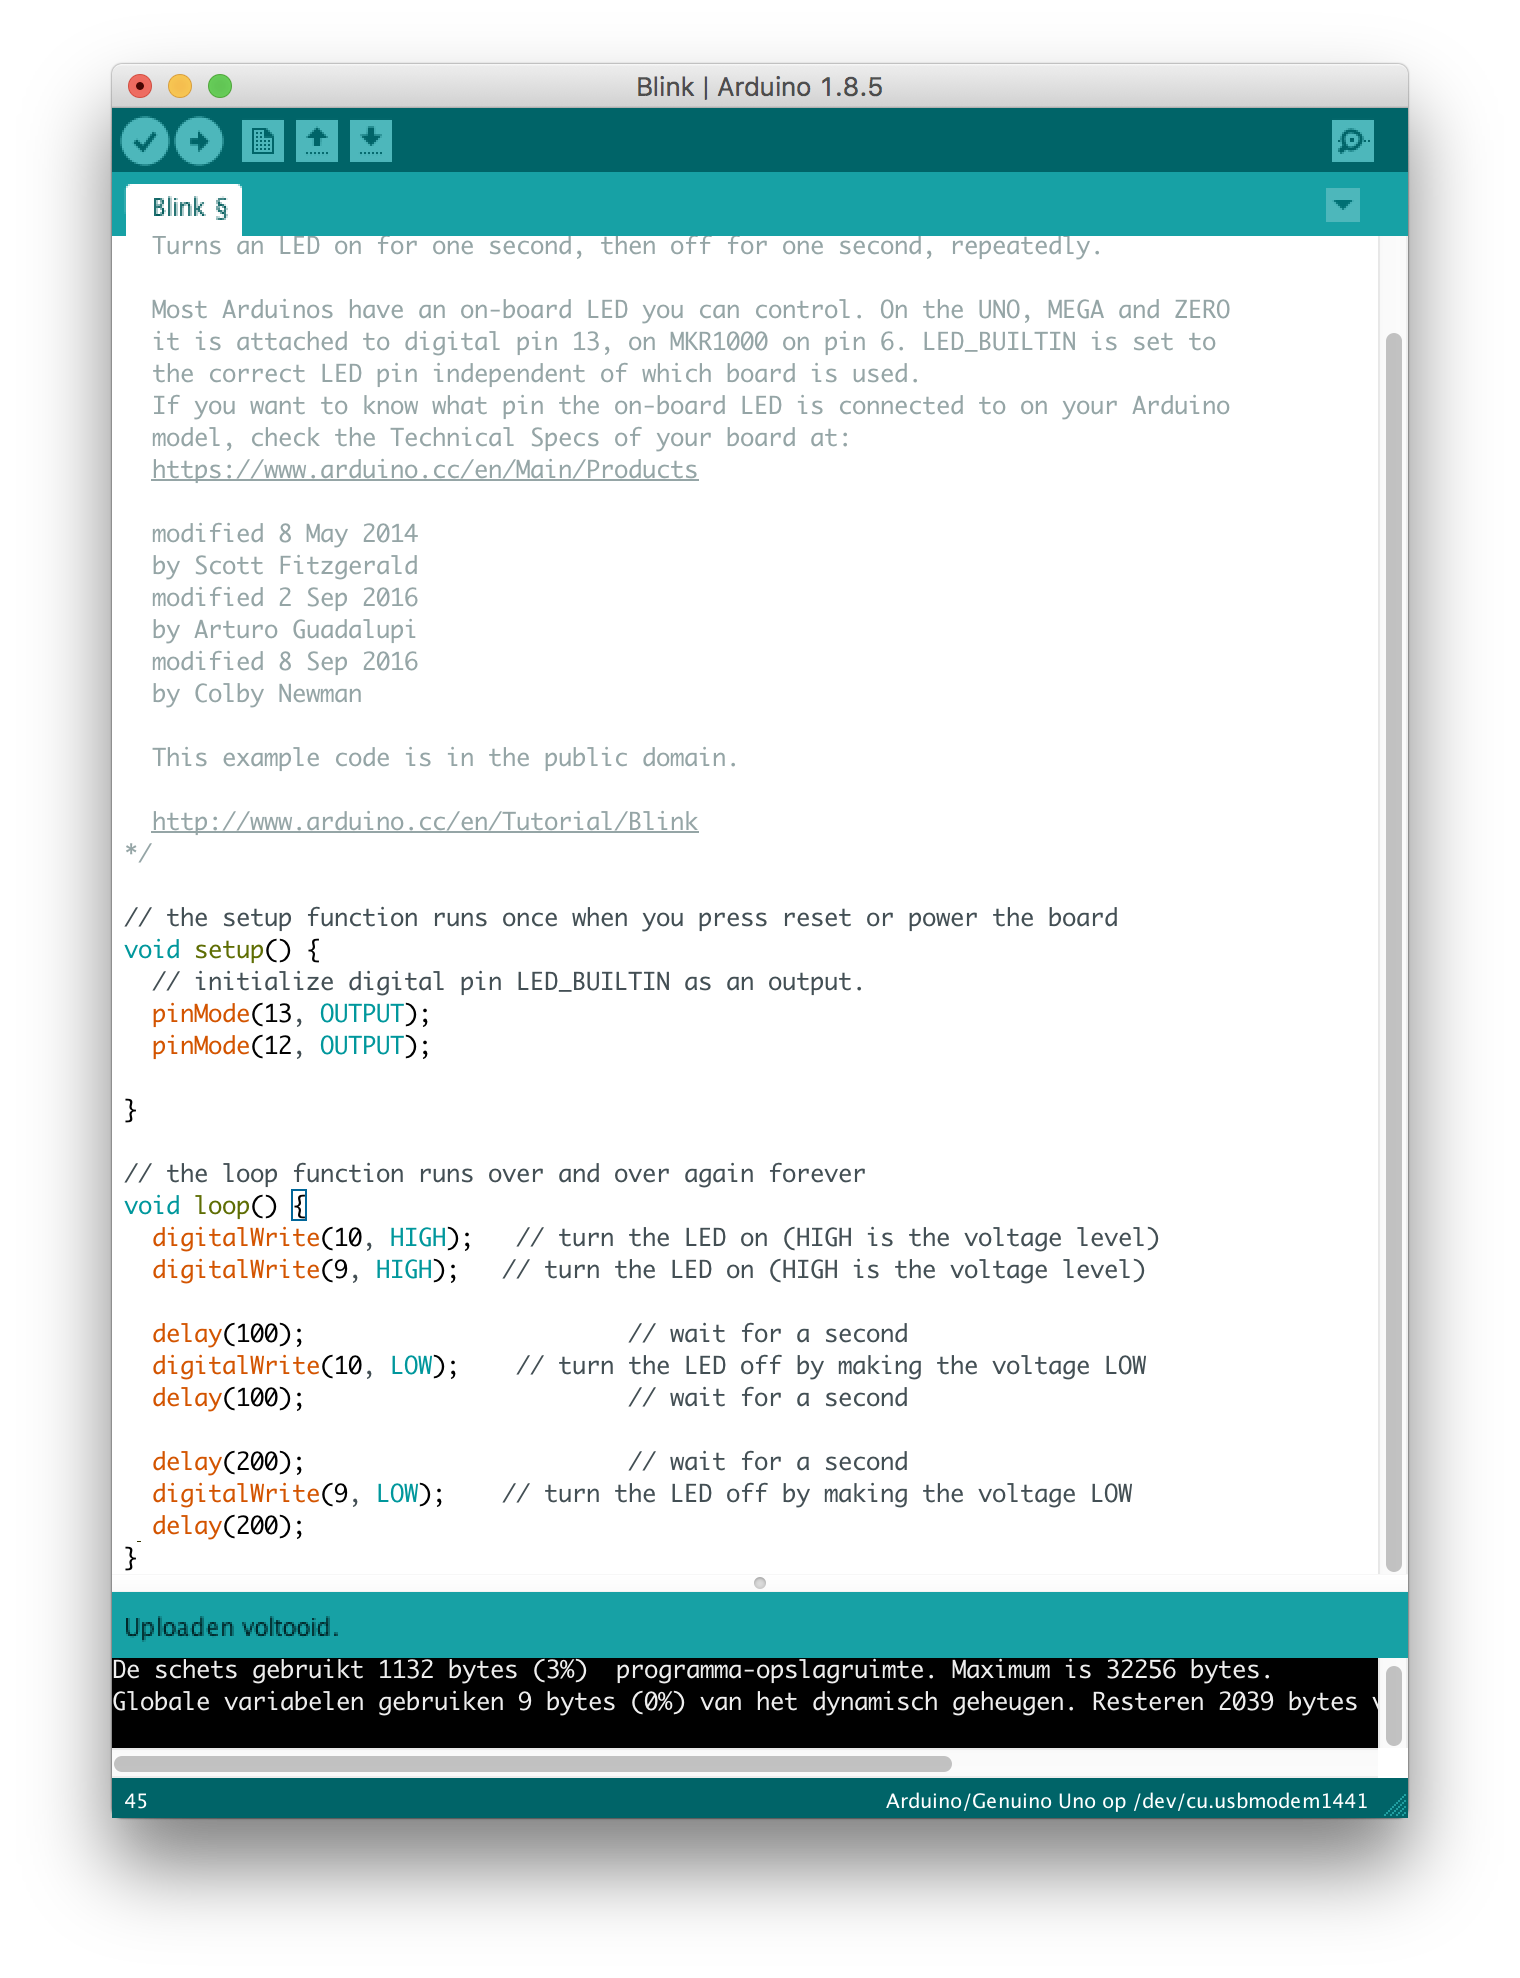 Blink | Arduino 1.8.5
Blink §
Turns an LED on for one second, then off for one second, repeatedly.
Most Arduinos have an on-board LED you can control. On the UNO, MEGA and ZERO
it is attached to digital pin 13, on MKR1000 on pin 6. LED_BUILTIN is set to
the correct LED pin independent of which board is used.
If you want to know what pin the on-board LED is connected to on your Arduino
model, check the Technical Specs of your board at:
https://www.arduino.cc/en/Main/Products
modified 8 May 2014
by Scott Fitzgerald
modified 2 Sep 2016
by Arturo Guadalupi
modified 8 Sep 2016
by Colby Newman
This example code is in the public domain.
http://www.arduino.cc/en/Tutorial/Blink
*/
// the setup function runs once when you press reset or power the board
void setup() {
// initialize digital pin LED_BUILTIN as an output.
pinMode(13, OUTPUT);
pinMode(12, OUTPUT);
}
// the loop function runs over and over again forever
void loop() {
digitalWrite(10, HIGH);   // turn the LED on (HIGH is the voltage level)
digitalWrite(9, HIGH);   // turn the LED on (HIGH is the voltage level)
delay(100);                       // wait for a second
digitalWrite(10, LOW);    // turn the LED off by making the voltage LOW
delay(100);                       // wait for a second
delay(200);                       // wait for a second
digitalWrite(9, LOW);    // turn the LED off by making the voltage LOW
delay(200);
}
Uploaden voltooid.
De schets gebruikt 1132 bytes (3%)  programma-opslagruimte. Maximum is 32256 bytes.
Globale variabelen gebruiken 9 bytes (0%) van het dynamisch geheugen. Resteren 2039 bytes
45
Arduino/Genuino Uno op /dev/cu.usbmodem1441